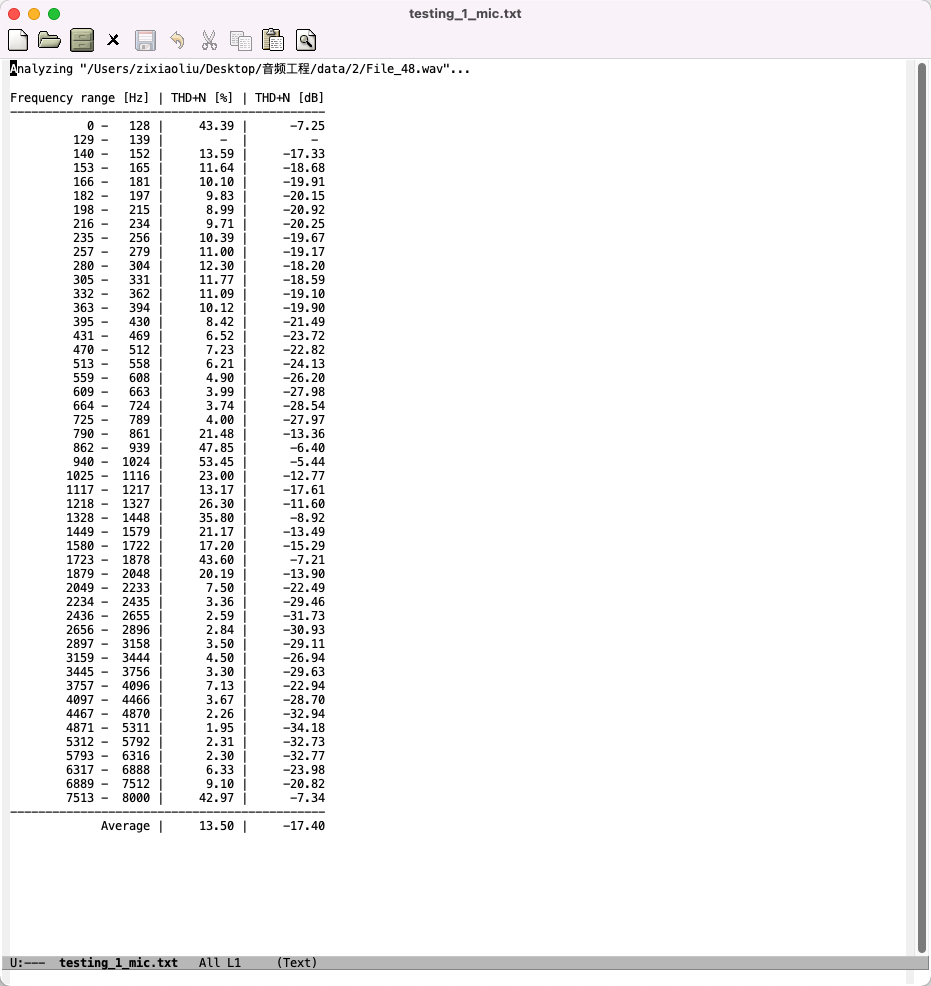 testing_1_mic.txt
Analyzing "/Users/zixiaoliu/Desktop/音频工程/data/2/File_48.wav"...
Frequency range [Hz] | THD+N [%] | THD+N [dB]
---------------------------------------------
0 - 128 | 43.39 | -7.25
129 - 139 | - | -
140 - 152 | 13.59 | -17.33
153 - 165 | 11.64 | -18.68
166 - 181 | 10.10 | -19.91
182 - 197 | 9.83 | -20.15
198 - 215 | 8.99 | -20.92
216 - 234 | 9.71 | -20.25
235 - 256 | 10.39 | -19.67
257 - 279 | 11.00 | -19.17
280 - 304 | 12.30 | -18.20
305 - 331 | 11.77 | -18.59
332 - 362 | 11.09 | -19.10
363 - 394 | 10.12 | -19.90
395 - 430 | 8.42 | -21.49
431 - 469 | 6.52 | -23.72
470 - 512 | 7.23 | -22.82
513 - 558 | 6.21 | -24.13
559 - 608 | 4.90 | -26.20
609 - 663 | 3.99 | -27.98
664 - 724 | 3.74 | -28.54
725 - 789 | 4.00 | -27.97
790 - 861 | 21.48 | -13.36
862 - 939 | 47.85 | -6.40
940 - 1024 | 53.45 | -5.44
1025 - 1116 | 23.00 | -12.77
1117 - 1217 | 13.17 | -17.61
1218 - 1327 | 26.30 | -11.60
1328 - 1448 | 35.80 | -8.92
1449 - 1579 | 21.17 | -13.49
1580 - 1722 | 17.20 | -15.29
1723 - 1878 | 43.60 | -7.21
1879 - 2048 | 20.19 | -13.90
2049 - 2233 | 7.50 | -22.49
2234 - 2435 | 3.36 | -29.46
2436 - 2655 | 2.59 | -31.73
2656 - 2896 | 2.84 | -30.93
2897 - 3158 | 3.50 | -29.11
3159 - 3444 | 4.50 | -26.94
3445 - 3756 | 3.30 | -29.63
3757 - 4096 | 7.13 | -22.94
4097 - 4466 | 3.67 | -28.70
4467 - 4870 | 2.26 | -32.94
4871 - 5311 | 1.95 | -34.18
5312 - 5792 | 2.31 | -32.73
5793 - 6316 | 2.30 | -32.77
6317 - 6888 | 6.33 | -23.98
6889 - 7512 | 9.10 | -20.82
7513 - 8000 | 42.97 | -7.34
---------------------------------------------
Average | 13.50 | -17.40
U:--- testing_1_mic.txt All L1 (Text)